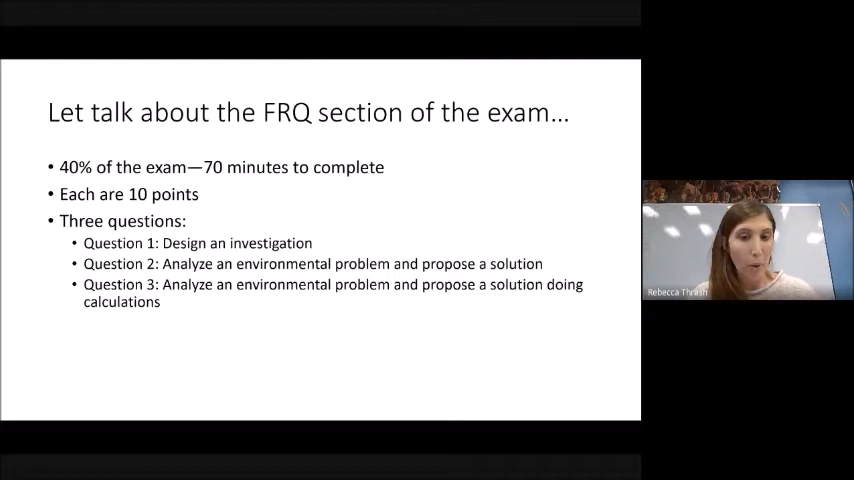 Let talk about the FRQ section of the exam...
• 40% of the exam—70 minutes to complete
• Each are 10 points
• Three questions:
• Question 1: Design an investigation
• Question 2: Analyze an environmental problem and propose a solution
• Question 3: Analyze an environmental problem and propose a solution doing
calculations
Rebecca Thrash